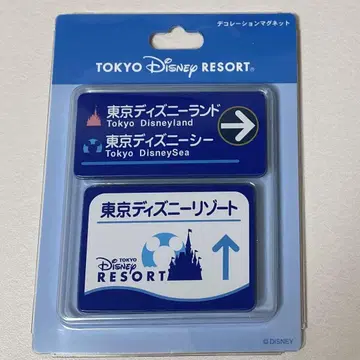 デコレーションマグネット
TOKYO Disney RESORT®
東京ディズニーランド
Tokyo Disneyland
東京ディズニーシー
Tokyo DisneySea
東京ディズニーリゾート
TOKYO
Disney
RESORT
© DISNEY